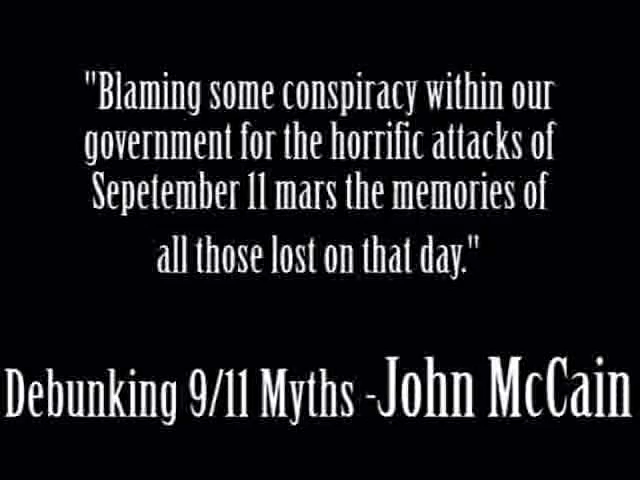 "Blaming some conspiracy within our
government for the horrific attacks of
Sepetember 11 mars the memories of
all those lost on that day."
Debunking 9/11 Myths -John McCain